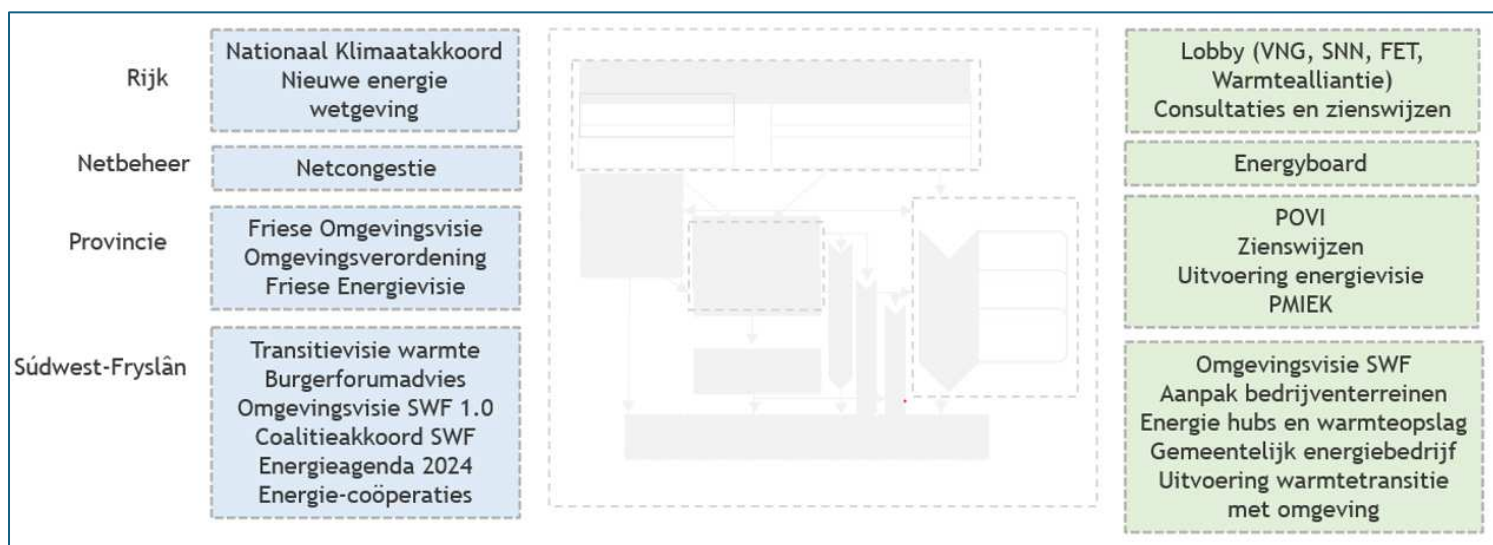 Rijk
Nationaal Klimaatakkoord
Nieuwe energie
wetgeving
Lobby (VNG, SNN, FET,
Warmtealliantie)
Consultaties en zienswijzen
Netbeheer
Netcongestie
Energyboard
Provincie
Friese Omgevingsvisie
Omgevingsverordening
Friese Energievisie
POVI
Zienswijzen
Uitvoering energievisie
PMIEK
Súdwest-Fryslân
Transitievisie warmte
Burgerforumadvies
Omgevingsvisie SWF 1.0
Coalitieakkoord SWF
Energieagenda 2024
Energie-coöperaties
Omgevingsvisie SWF
Aanpak bedrijventerreinen
Energie hubs en warmteopslag
Gemeentelijk energiebedrijf
Uitvoering warmtetransitie
met omgeving